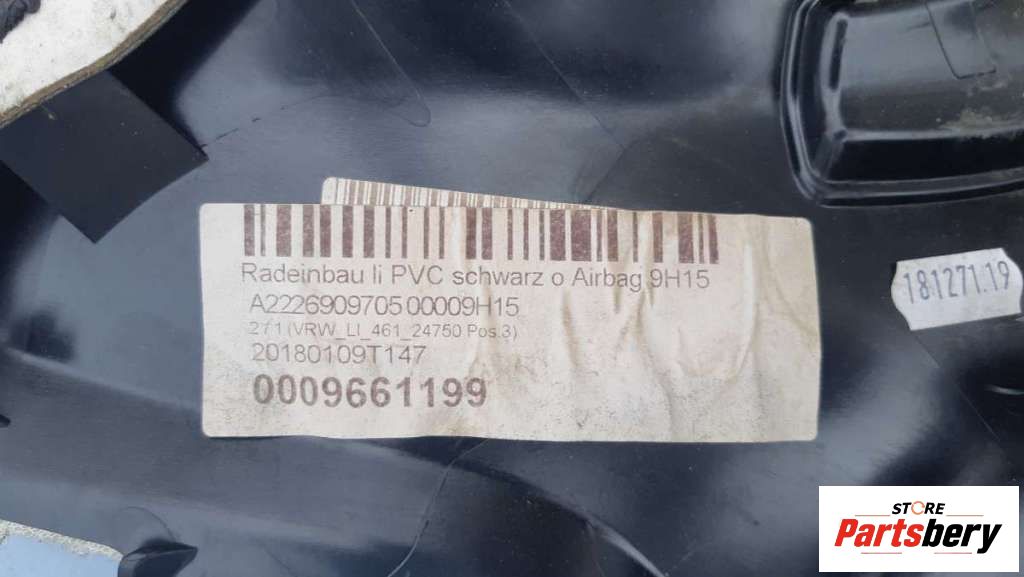 Radeinbau li PVC schwarz o Airbag 9H15
A2226909705 00009H15
271 (VRW_LI_461_24750 Pos.3)
20180109T147
0009661199
181271.19
STORE
Partsbery